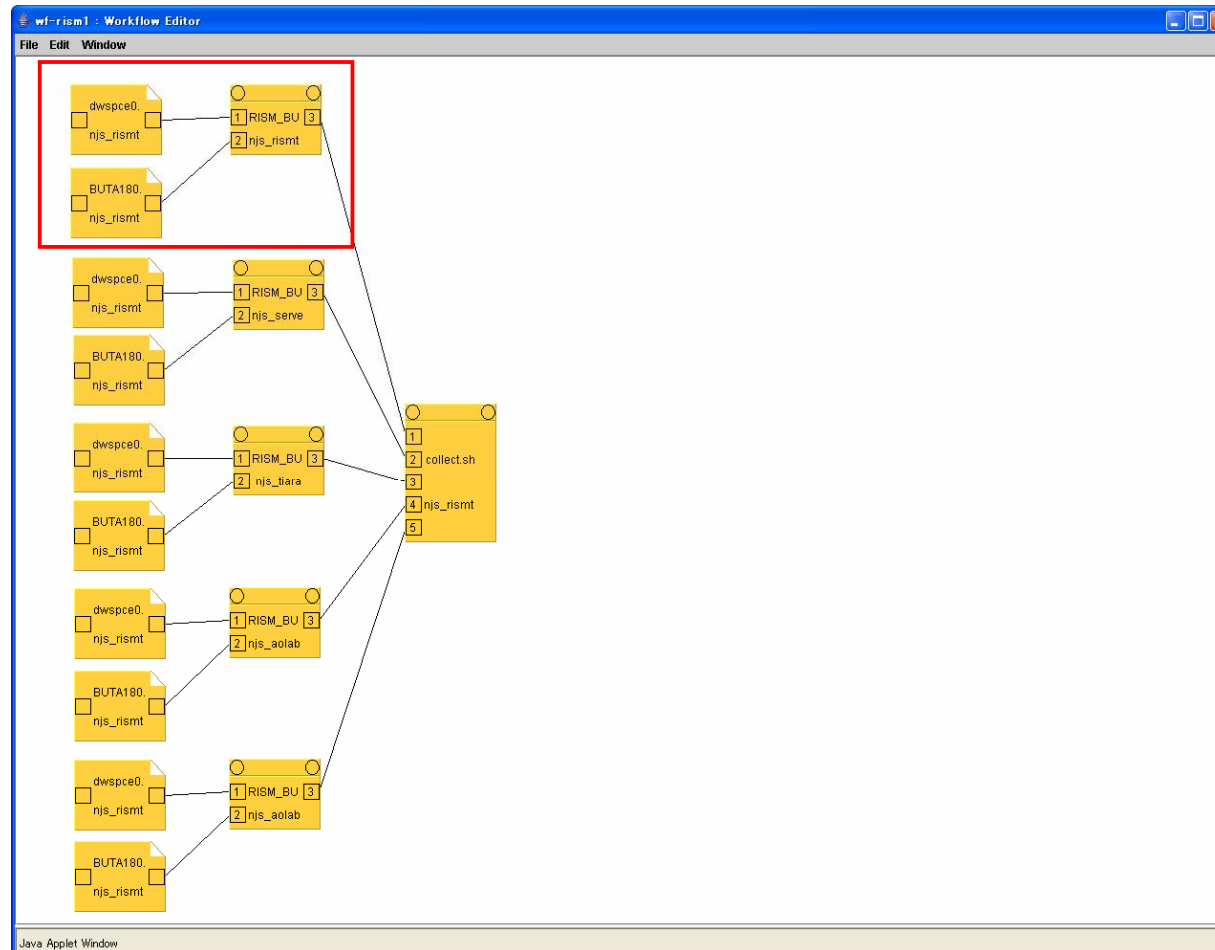 wf-rism1 : Workflow Editor
File Edit Window
dwspce0.
njs_rismt
1 RISM_BU 3
2 njs_rismt
BUTA180.
njs_rismt
dwspce0.
njs_rismt
1 RISM_BU 3
2 njs_serve
BUTA180.
njs_rismt
dwspce0.
njs_rismt
1 RISM_BU 3
2 njs_tiara
BUTA180.
njs_rismt
1
2 collect.sh
3
4 njs_rismt
5
dwspce0.
njs_rismt
1 RISM_BU 3
2 njs_aolab
BUTA180.
njs_rismt
dwspce0.
njs_rismt
1 RISM_BU 3
2 njs_aolab
BUTA180.
njs_rismt
Java Applet Window